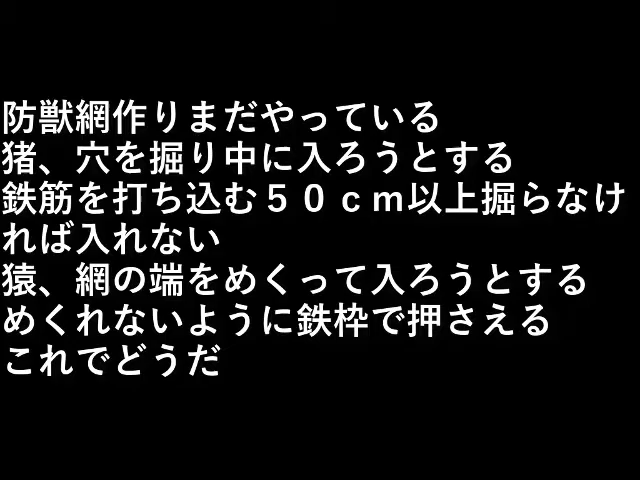 防獣網作りまだやっている
猪、穴を掘り中に入ろうとする
鉄筋を打ち込む５０ｃｍ以上掘らなけ
れば入れない
猿、網の端をめくって入ろうとする
めくれないように鉄枠で押さえる
これでどうだ